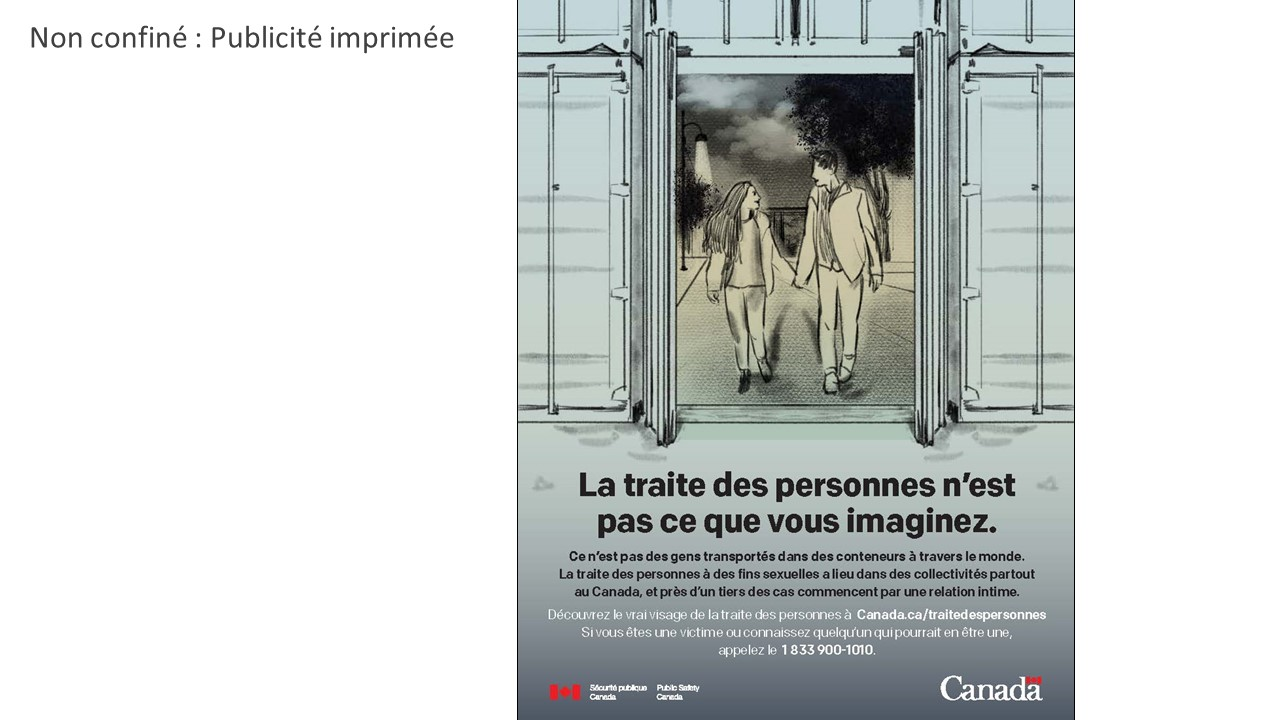 Non confiné : Publicité imprimée
La traite des personnes n'est
pas ce que vous imaginez.
Ce n'est pas des gens transportés dans des conteneurs à travers le monde.
La traite des personnes à des fins sexuelles a lieu dans des collectivités partout
au Canada, et près d'un tiers des cas commencent par une relation intime.
Découvrez le vrai visage de la traite des personnes à Canada.ca/traitedespersonnes
Si vous êtes une victime ou connaissez quelqu'un qui pourrait en être une,
appelez le 1 833 900-1010.
Sécurité publique Public Safety
Canada Canada
Canada